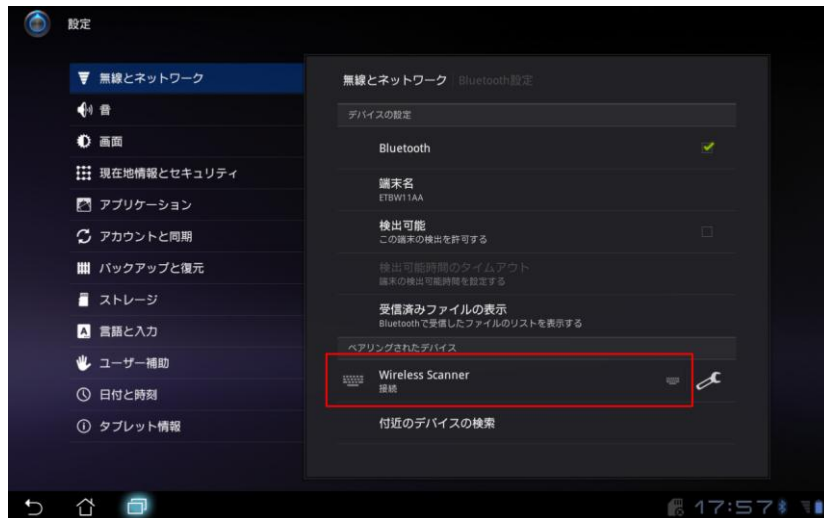 設定
無線とネットワーク
音
画面
現在地情報とセキュリティ
アプリケーション
アカウントと同期
バックアップと復元
ストレージ
言語と入力
ユーザー補助
日付と時刻
タブレット情報
無線とネットワーク Bluetooth設定
デバイスの設定
Bluetooth
端末名
ETBW11AA
検出可能
この端末の検出を許可する
検出可能時間のタイムアウト
端末の検出可能時間を設定する
受信済みファイルの表示
Bluetoothで受信したファイルのリストを表示する
ペアリングされたデバイス
Wireless Scanner
接続
付近のデバイスの検索
17:57